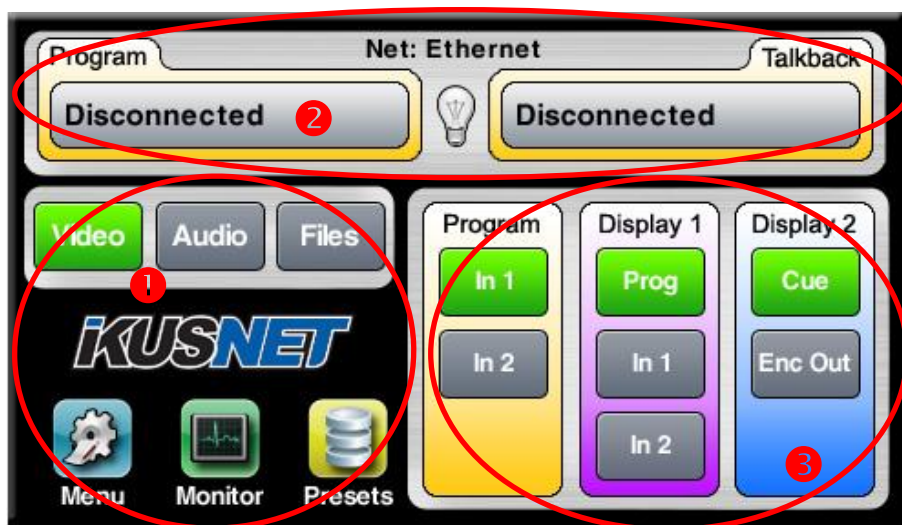 Program Net: Ethernet Talkback
Disconnected 2 Disconnected
Video Audio Files
1
iKUSNET
Menu Monitor Presets
Program Display 1 Display 2
In 1 Prog Cue
In 2 In 1 Enc Out
In 2
3